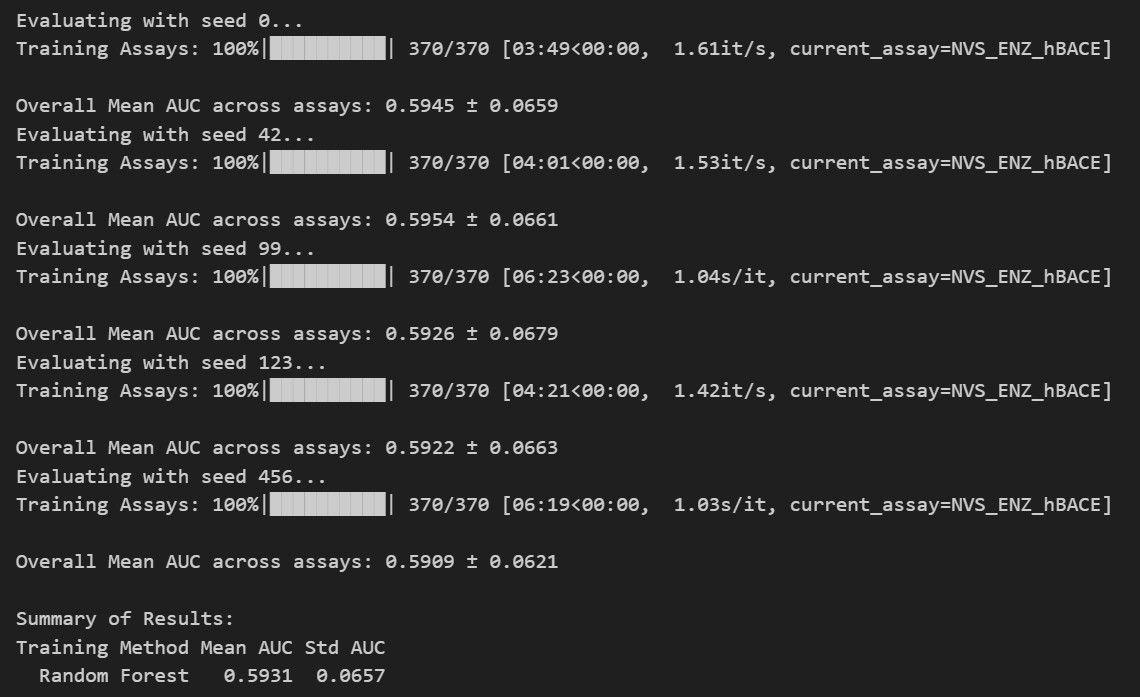 Evaluating with seed 0...
Training Assays: 100%|██████████| 370/370 [03:49<00:00,  1.61it/s, current_assay=NVS_ENZ_hBACE]
Overall Mean AUC across assays: 0.5945 ± 0.0659
Evaluating with seed 42...
Training Assays: 100%|██████████| 370/370 [04:01<00:00,  1.53it/s, current_assay=NVS_ENZ_hBACE]
Overall Mean AUC across assays: 0.5954 ± 0.0661
Evaluating with seed 99...
Training Assays: 100%|██████████| 370/370 [06:23<00:00,  1.04s/it, current_assay=NVS_ENZ_hBACE]
Overall Mean AUC across assays: 0.5926 ± 0.0679
Evaluating with seed 123...
Training Assays: 100%|██████████| 370/370 [04:21<00:00,  1.42it/s, current_assay=NVS_ENZ_hBACE]
Overall Mean AUC across assays: 0.5922 ± 0.0663
Evaluating with seed 456...
Training Assays: 100%|██████████| 370/370 [06:19<00:00,  1.03s/it, current_assay=NVS_ENZ_hBACE]
Overall Mean AUC across assays: 0.5909 ± 0.0621
Summary of Results:
Training Method Mean AUC Std AUC
Random Forest   0.5931  0.0657